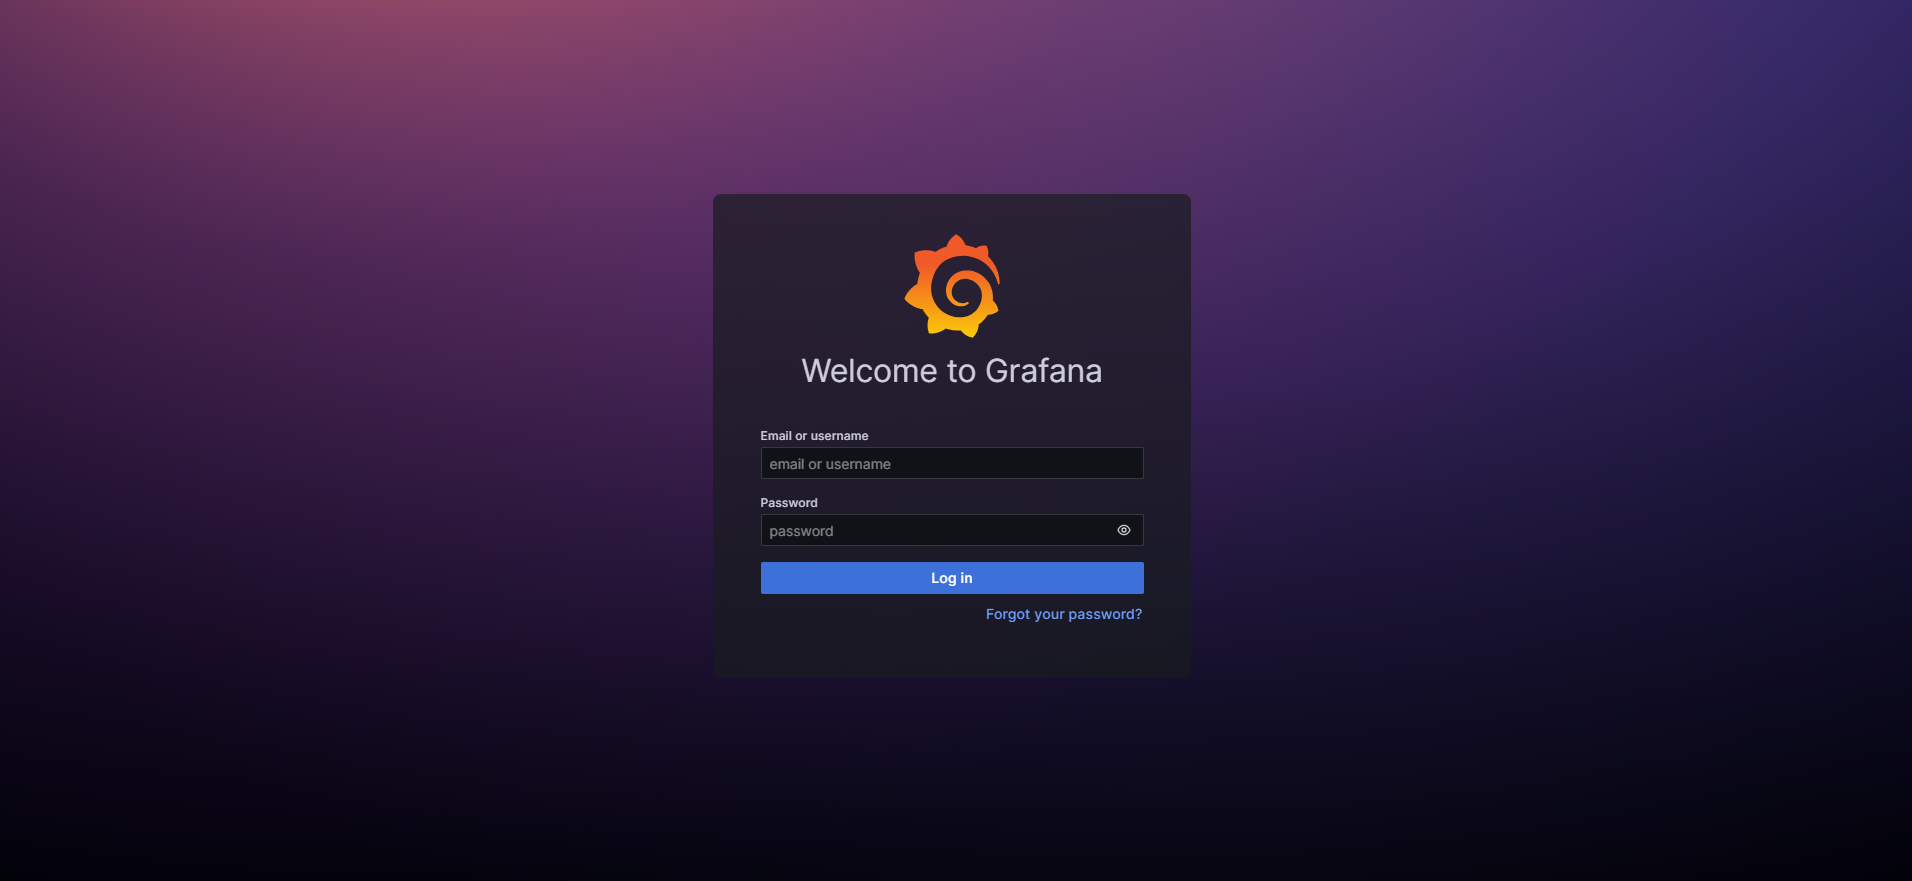 Welcome to Grafana
Email or username
email or username
Password
password
Log in
Forgot your password?